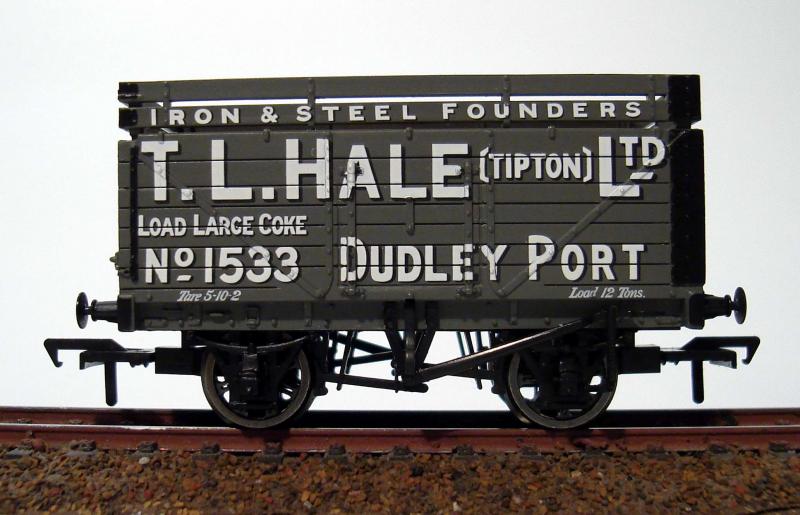 IRON & STEEL FOUNDERS
T.L.HALE (TIPTON) LTD
LOAD LARGE COKE
No 1533 DUDLEY PORT
Tare 5-10-2 Load 12 Tons.